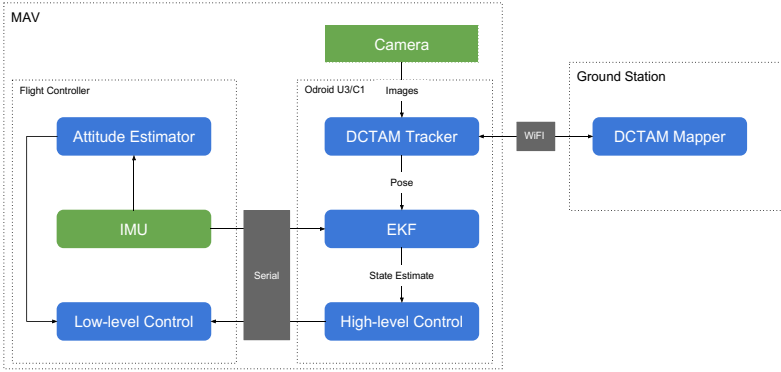 MAV
Camera
Ground Station
Flight Controller
Odroid U3/C1
Images
Attitude Estimator
DCTAM Tracker
WiFI
DCTAM Mapper
Pose
IMU
EKF
Serial
State Estimate
Low-level Control
High-level Control